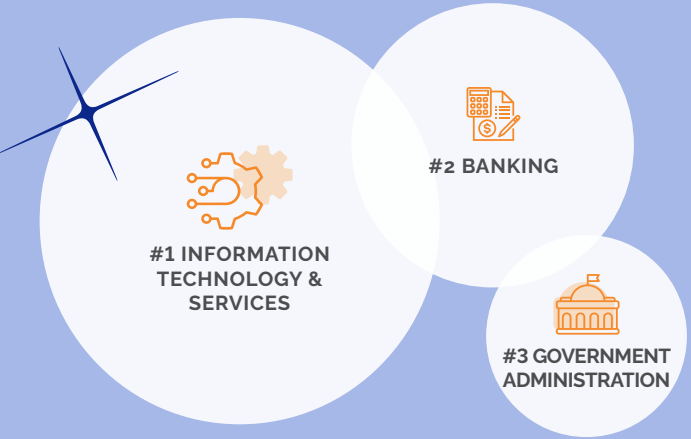 #1 INFORMATION
TECHNOLOGY &
SERVICES
#2 BANKING
$
#3 GOVERNMENT
ADMINISTRATION